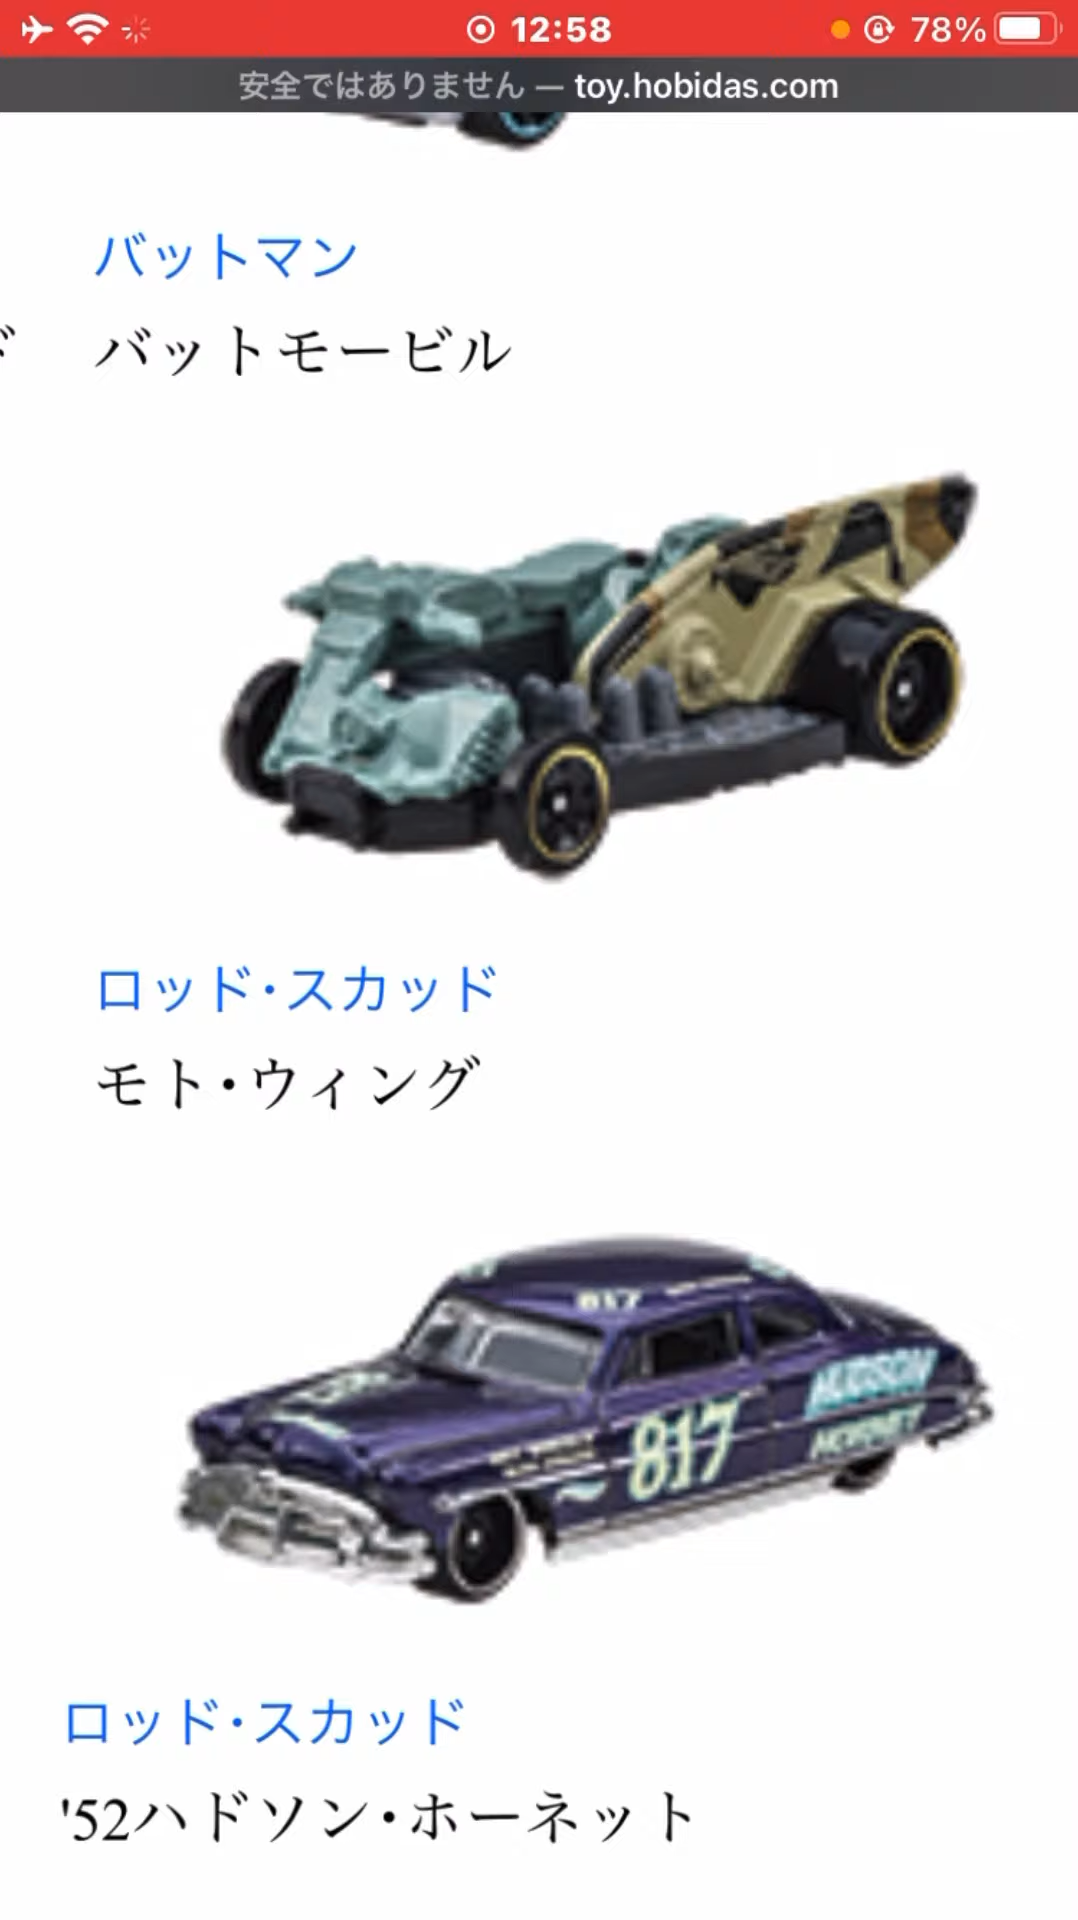 12:58
78%
安全ではありません — toy.hobidas.com
バットマン
ド バットモービル
ロッド・スカッド
モト・ウィング
817
817
HUDSON
HORNET
ロッド・スカッド
'52ハドソン・ホーネット